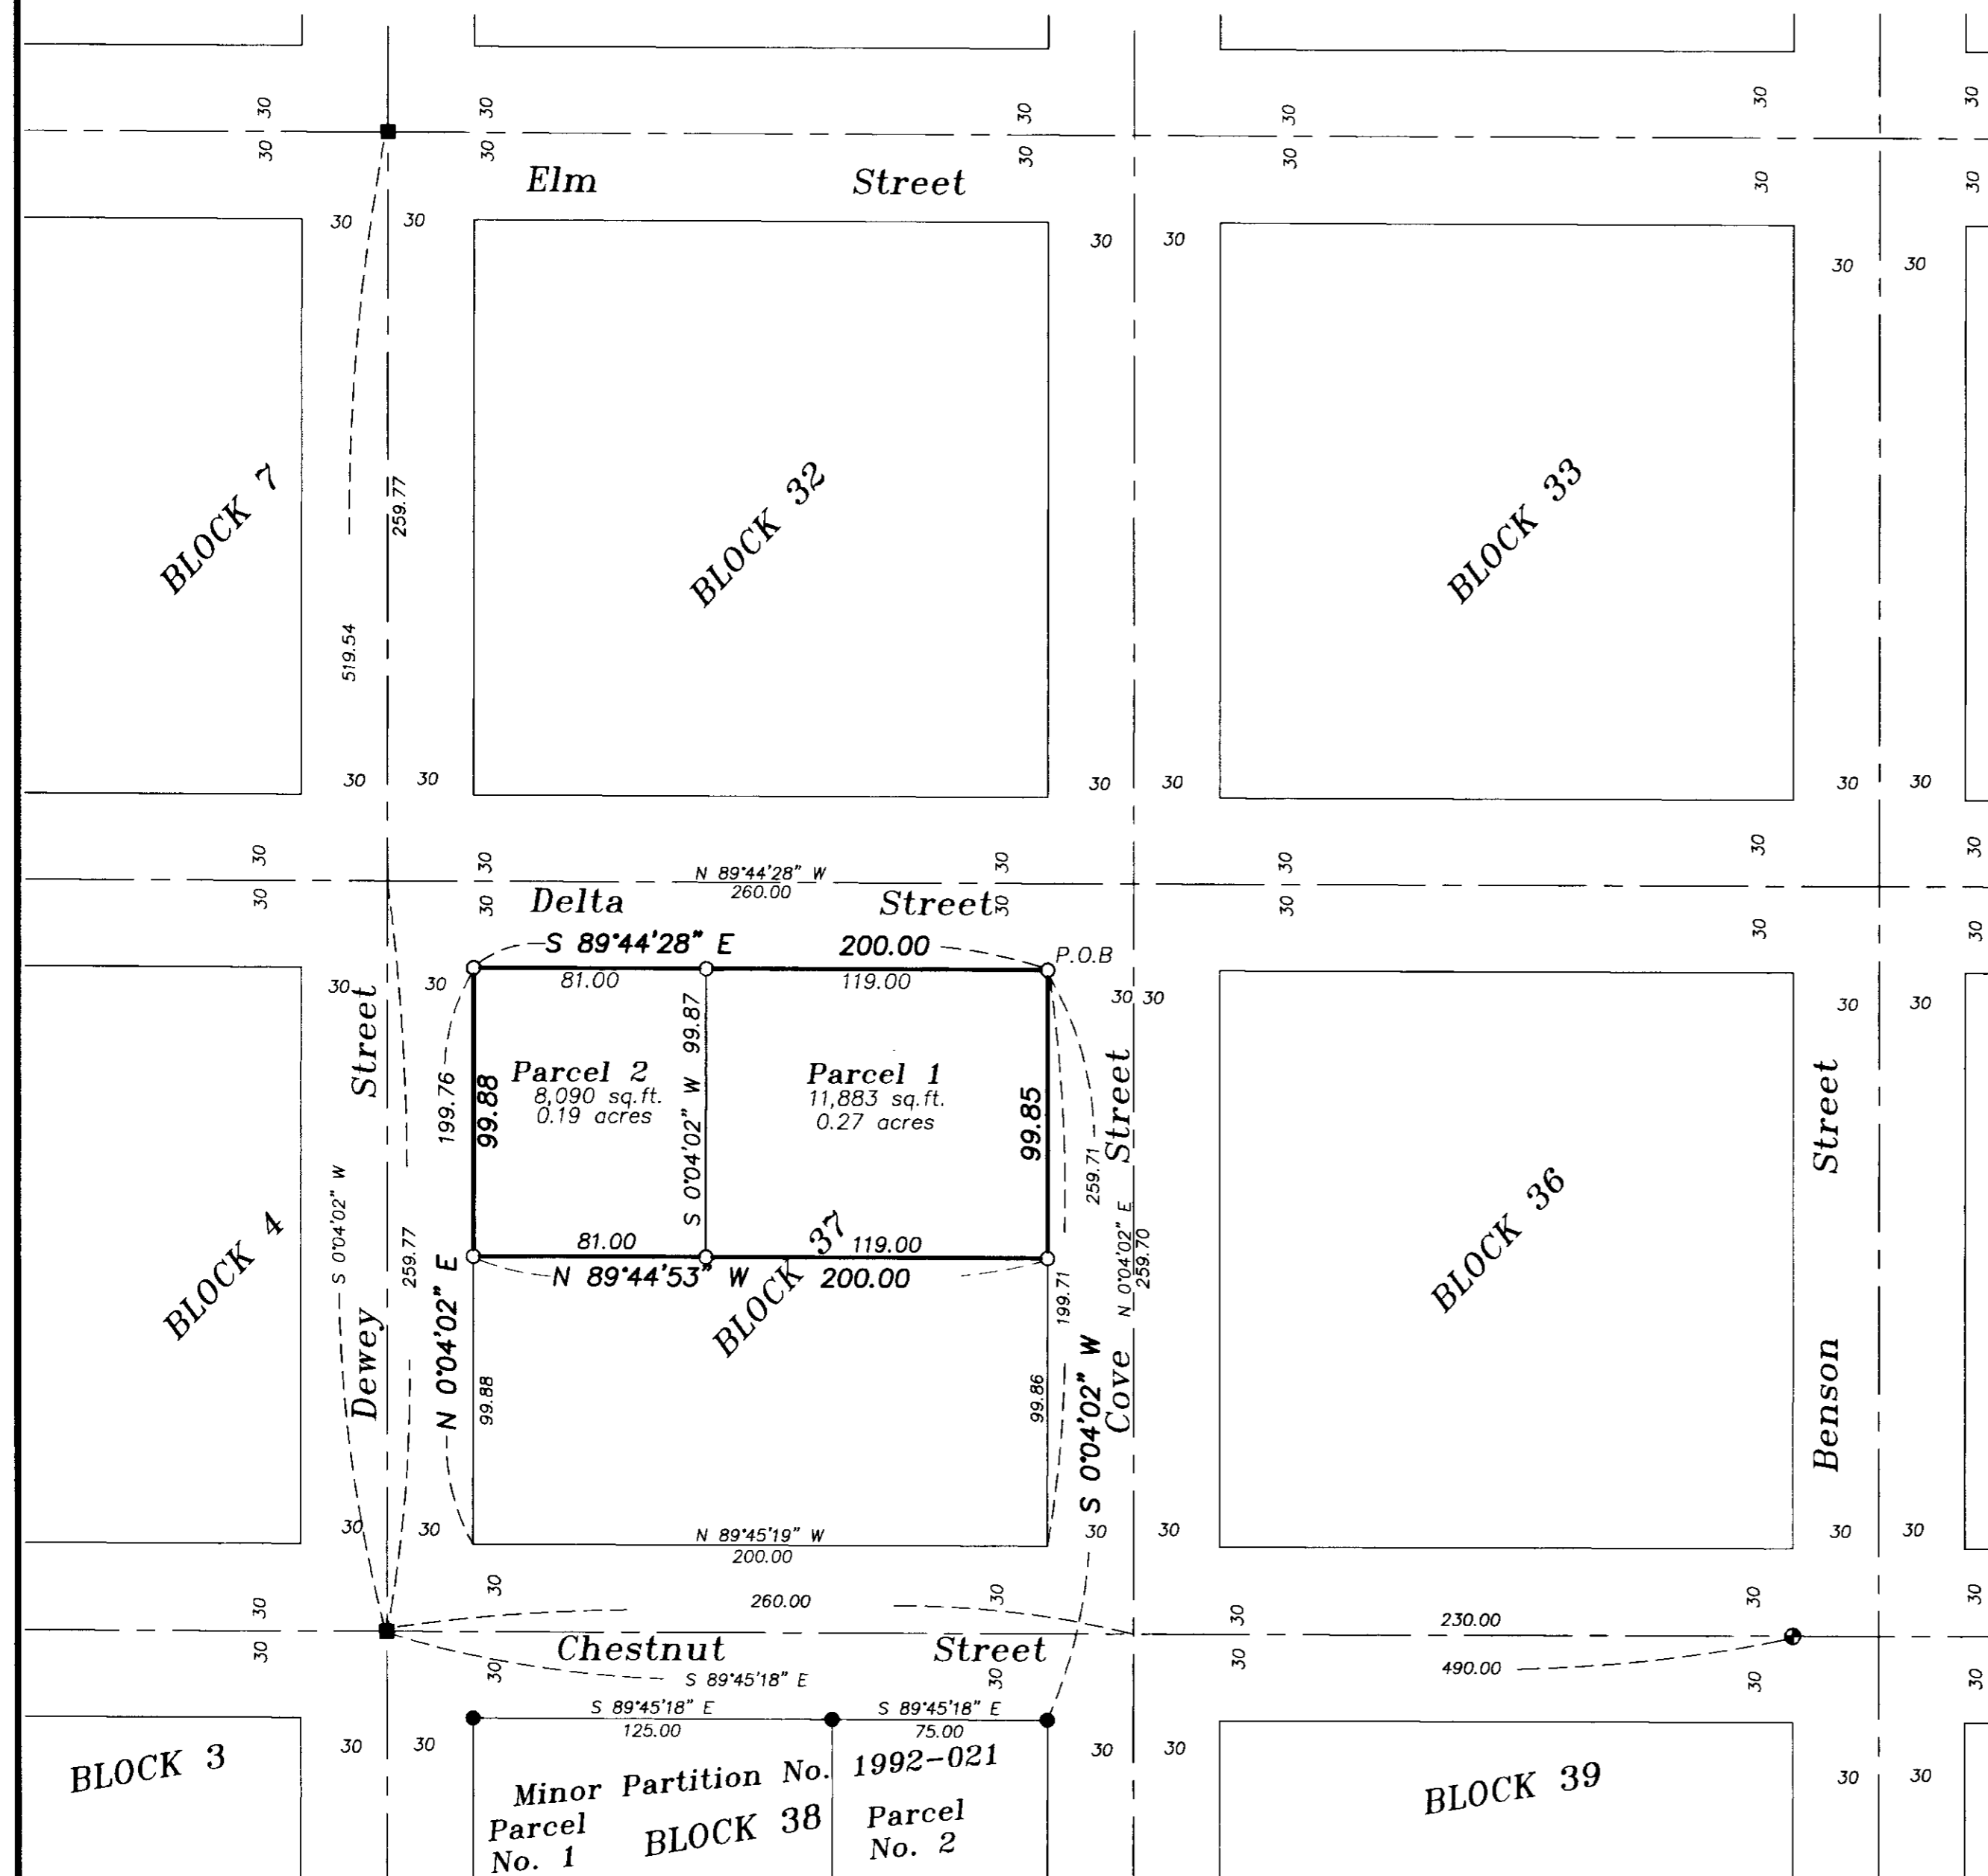 30 30 30 30 30 30
30 30 30 30 30 30
Elm Street
30 30 30 30 30 30
BLOCK 7
BLOCK 32
BLOCK 33
259.77
519.54
30 30 30 30 30 30
30 30 30 30 30 30
N 89°44'28" W
260.00
30 30 30 30 30 30
Delta Street
S 89°44'28" E 200.00
P.O.B
81.00
119.00
30 30 30 30 30 30
Street
199.76
99.88
Parcel 2
8,090 sq.ft.
0.19 acres
S 0°04'02" W 99.87
Parcel 1
11,883 sq.ft.
0.27 acres
99.85
259.71
Street
Street
S 0°04'02" W
259.77
81.00
119.00
N 89°44'53" W 200.00
BLOCK 4
BLOCK 37
BLOCK 36
N 0°04'02" E
259.70
199.71
Dewey
N 0°04'02" E
99.88
99.86
S 0°04'02" W
Cove
Benson
30 30 30 30 30 30
N 89°45'19" W
200.00
30 30 30 30 30 30
260.00
230.00
Chestnut Street
30 30 30 30 30 30
490.00
S 89°45'18" E
S 89°45'18" E
125.00
S 89°45'18" E
75.00
30 30 30 30 30 30
BLOCK 3
Minor Partition No. 1992-021
Parcel
No. 1
BLOCK 38
Parcel
No. 2
BLOCK 39